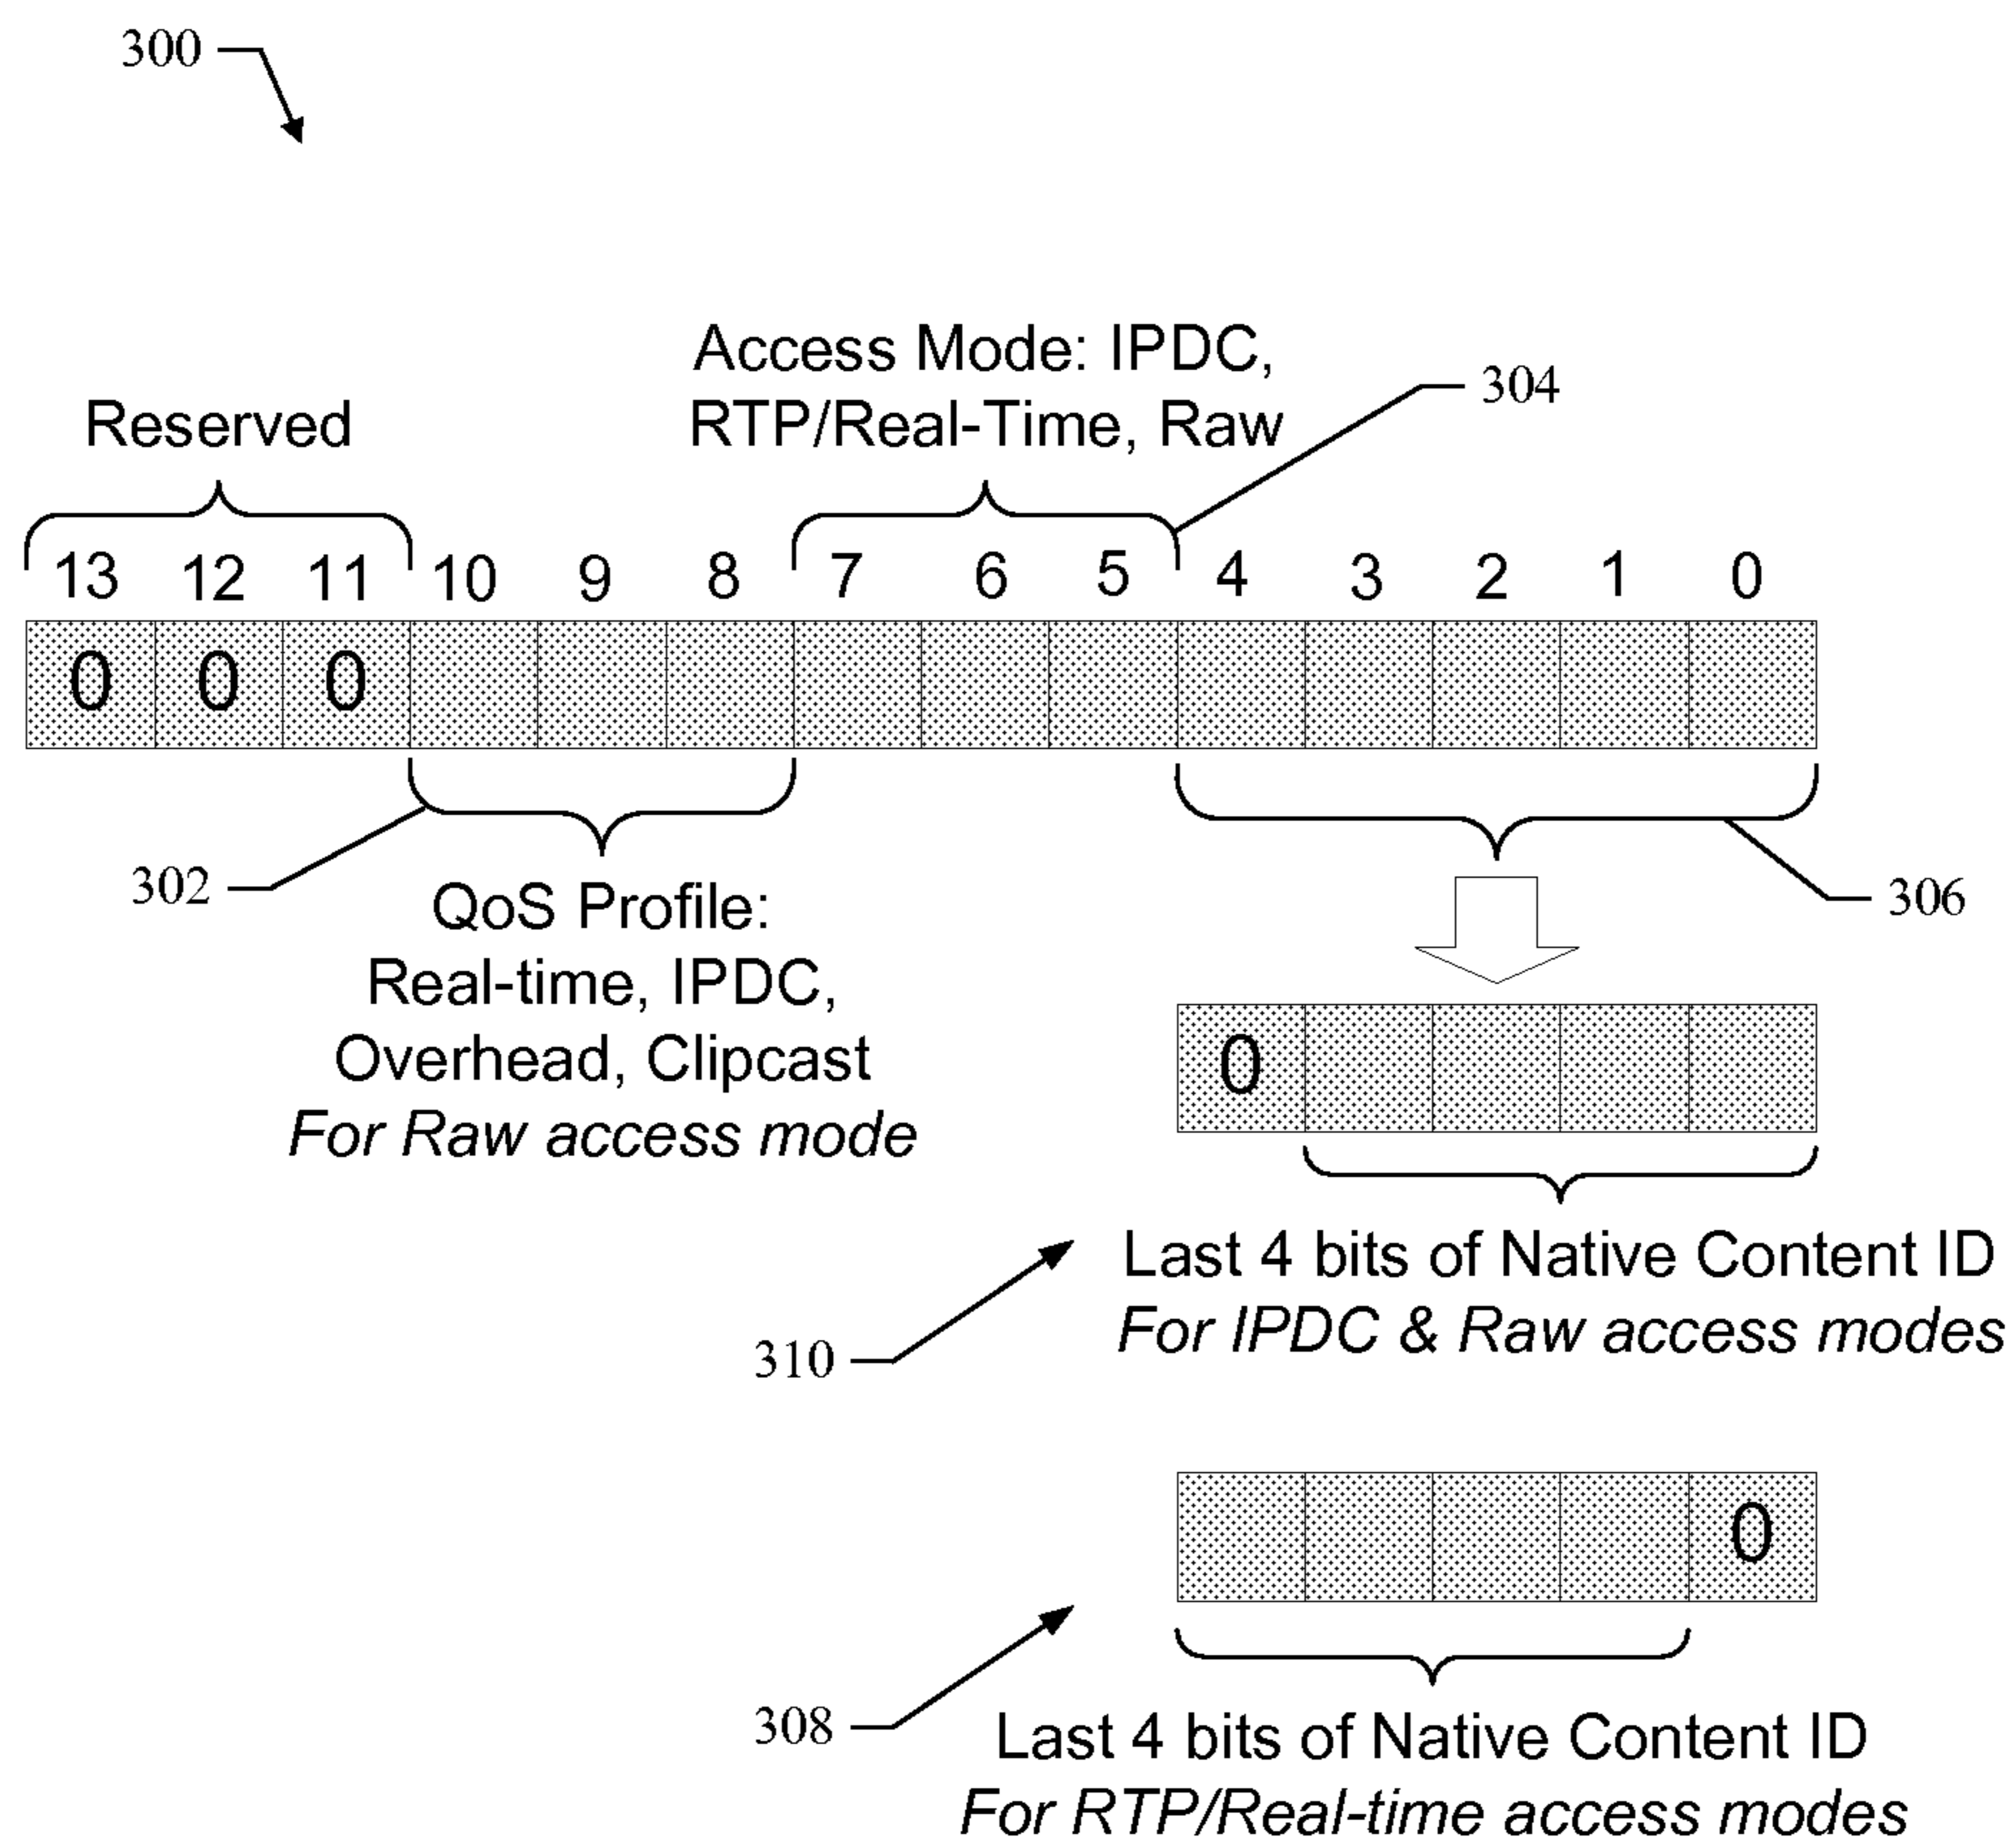 300
Access Mode: IPDC,
RTP/Real-Time, Raw
304
Reserved
13 12 11 10 9 8 7 6 5 4 3 2 1 0
0 0 0
302
QoS Profile:
Real-time, IPDC,
Overhead, Clipcast
For Raw access mode
306
0
Last 4 bits of Native Content ID
For IPDC & Raw access modes
310
0
308
Last 4 bits of Native Content ID
For RTP/Real-time access modes